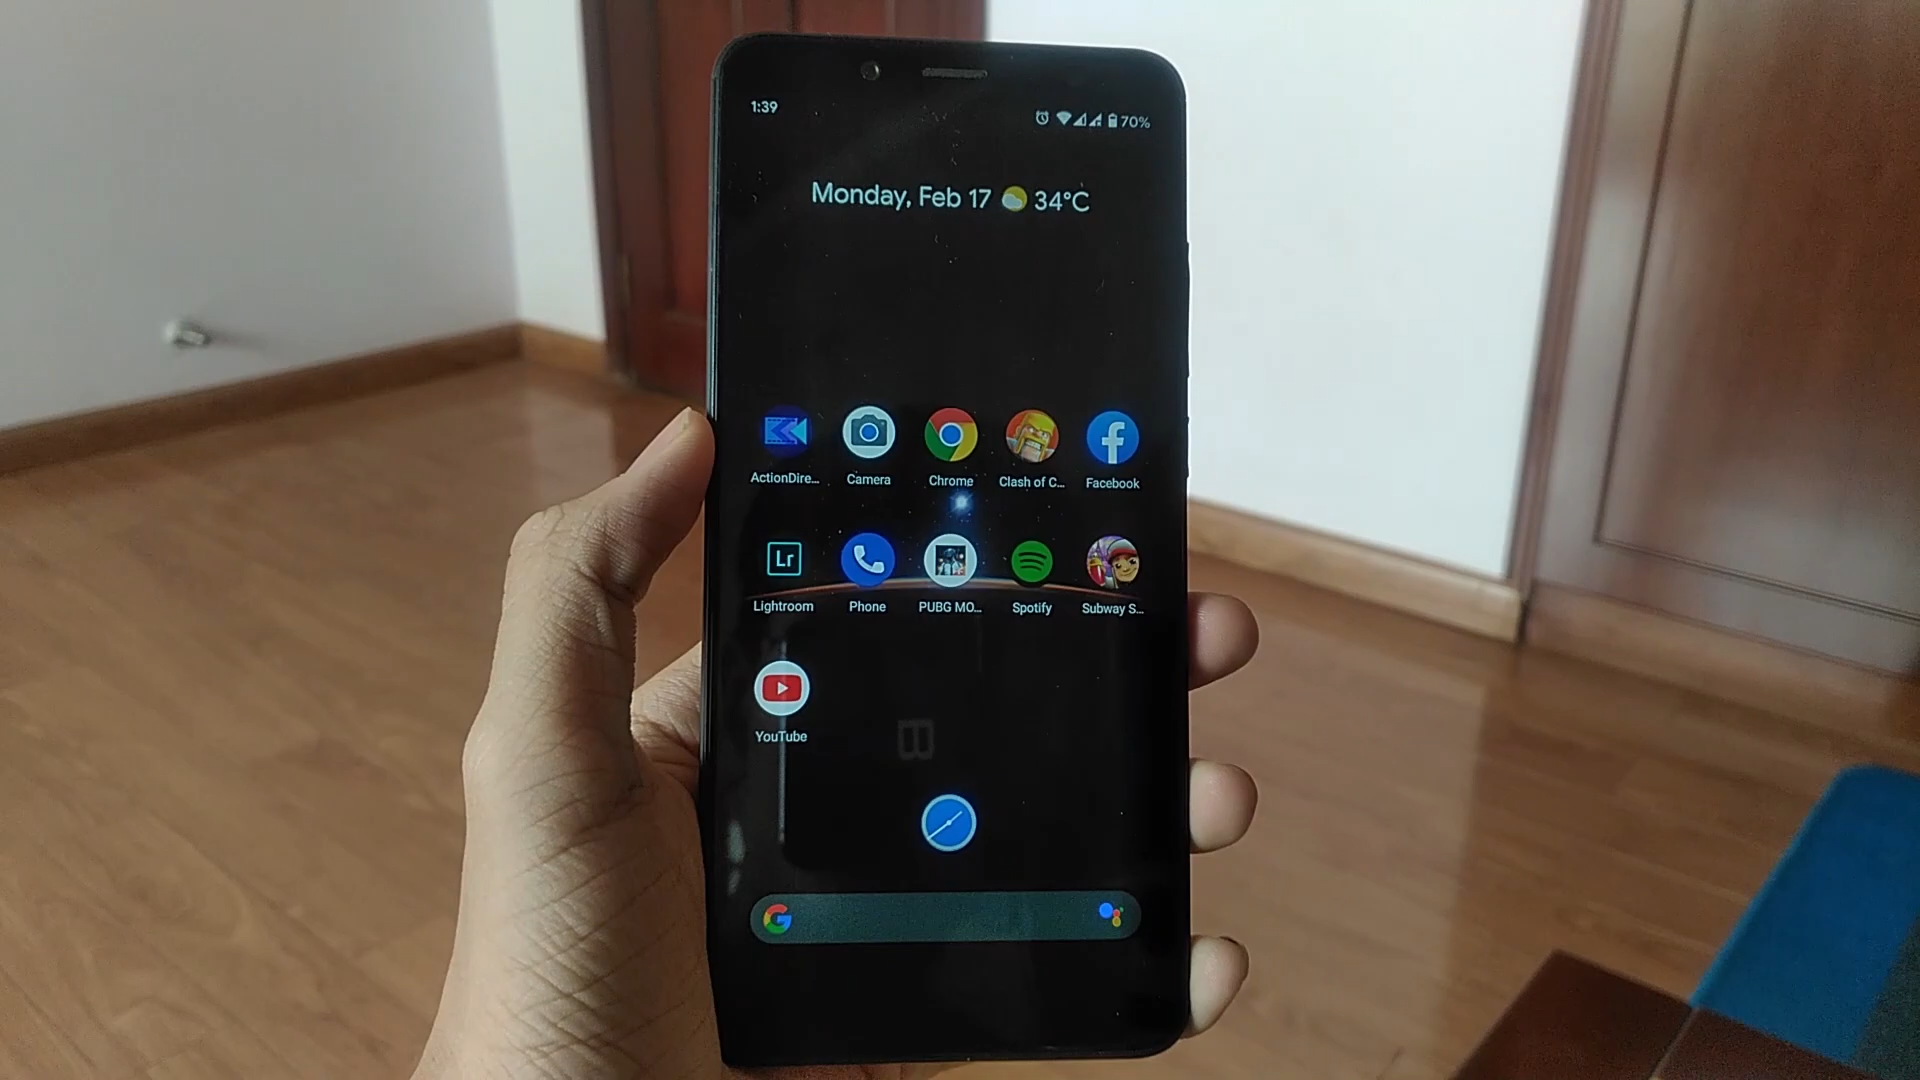 1:39
70%
Monday, Feb 17 34°C
ActionDire... Camera Chrome Clash of C... Facebook
Lr
Lightroom Phone PUBG MO... Spotify Subway S...
YouTube